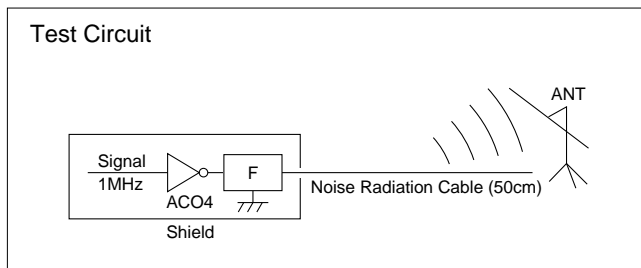 Test Circuit
ANT
Signal
1MHz
F
ACO4
Noise Radiation Cable (50cm)
Shield